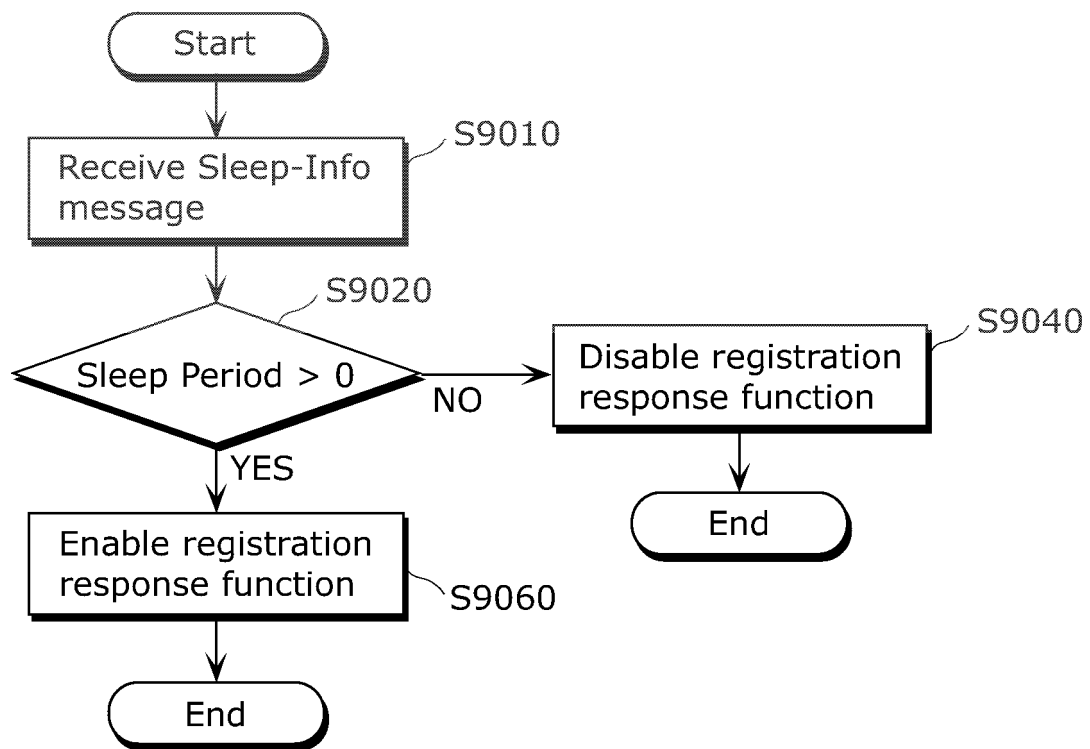 Start
S9010
Receive Sleep-Info
message
S9020
Sleep Period > 0
NO
YES
S9040
Disable registration
response function
End
Enable registration
response function
S9060
End